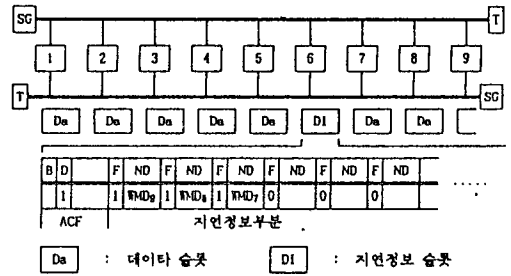 SG T
1 2 3 4 5 6 7 8 9
T SG
Da Da Da Da Da DI Da Da
B D F ND F ND F ND F ND F ND F ND
1 1 WMD9 1 WMD8 1 WMD7 0 0 0 .....
ACF 지연정보부분
Da : 데이타 슬롯 DI : 지연정보 슬롯